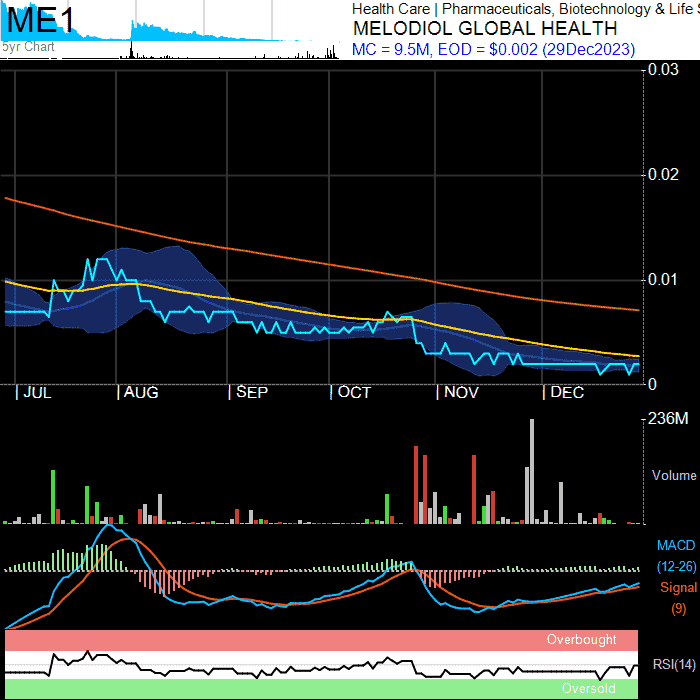 ME1
5yr Chart
Health Care | Pharmaceuticals, Biotechnology & Life S
MELODIOL GLOBAL HEALTH
MC = 9.5M, EOD = $0.002 (29Dec2023)
0.03
0.02
0.01
0
| JUL | AUG | SEP | OCT | NOV | DEC
236M
Volume
MACD
(12-26)
Signal
(9)
Overbought
RSI(14)
Oversold